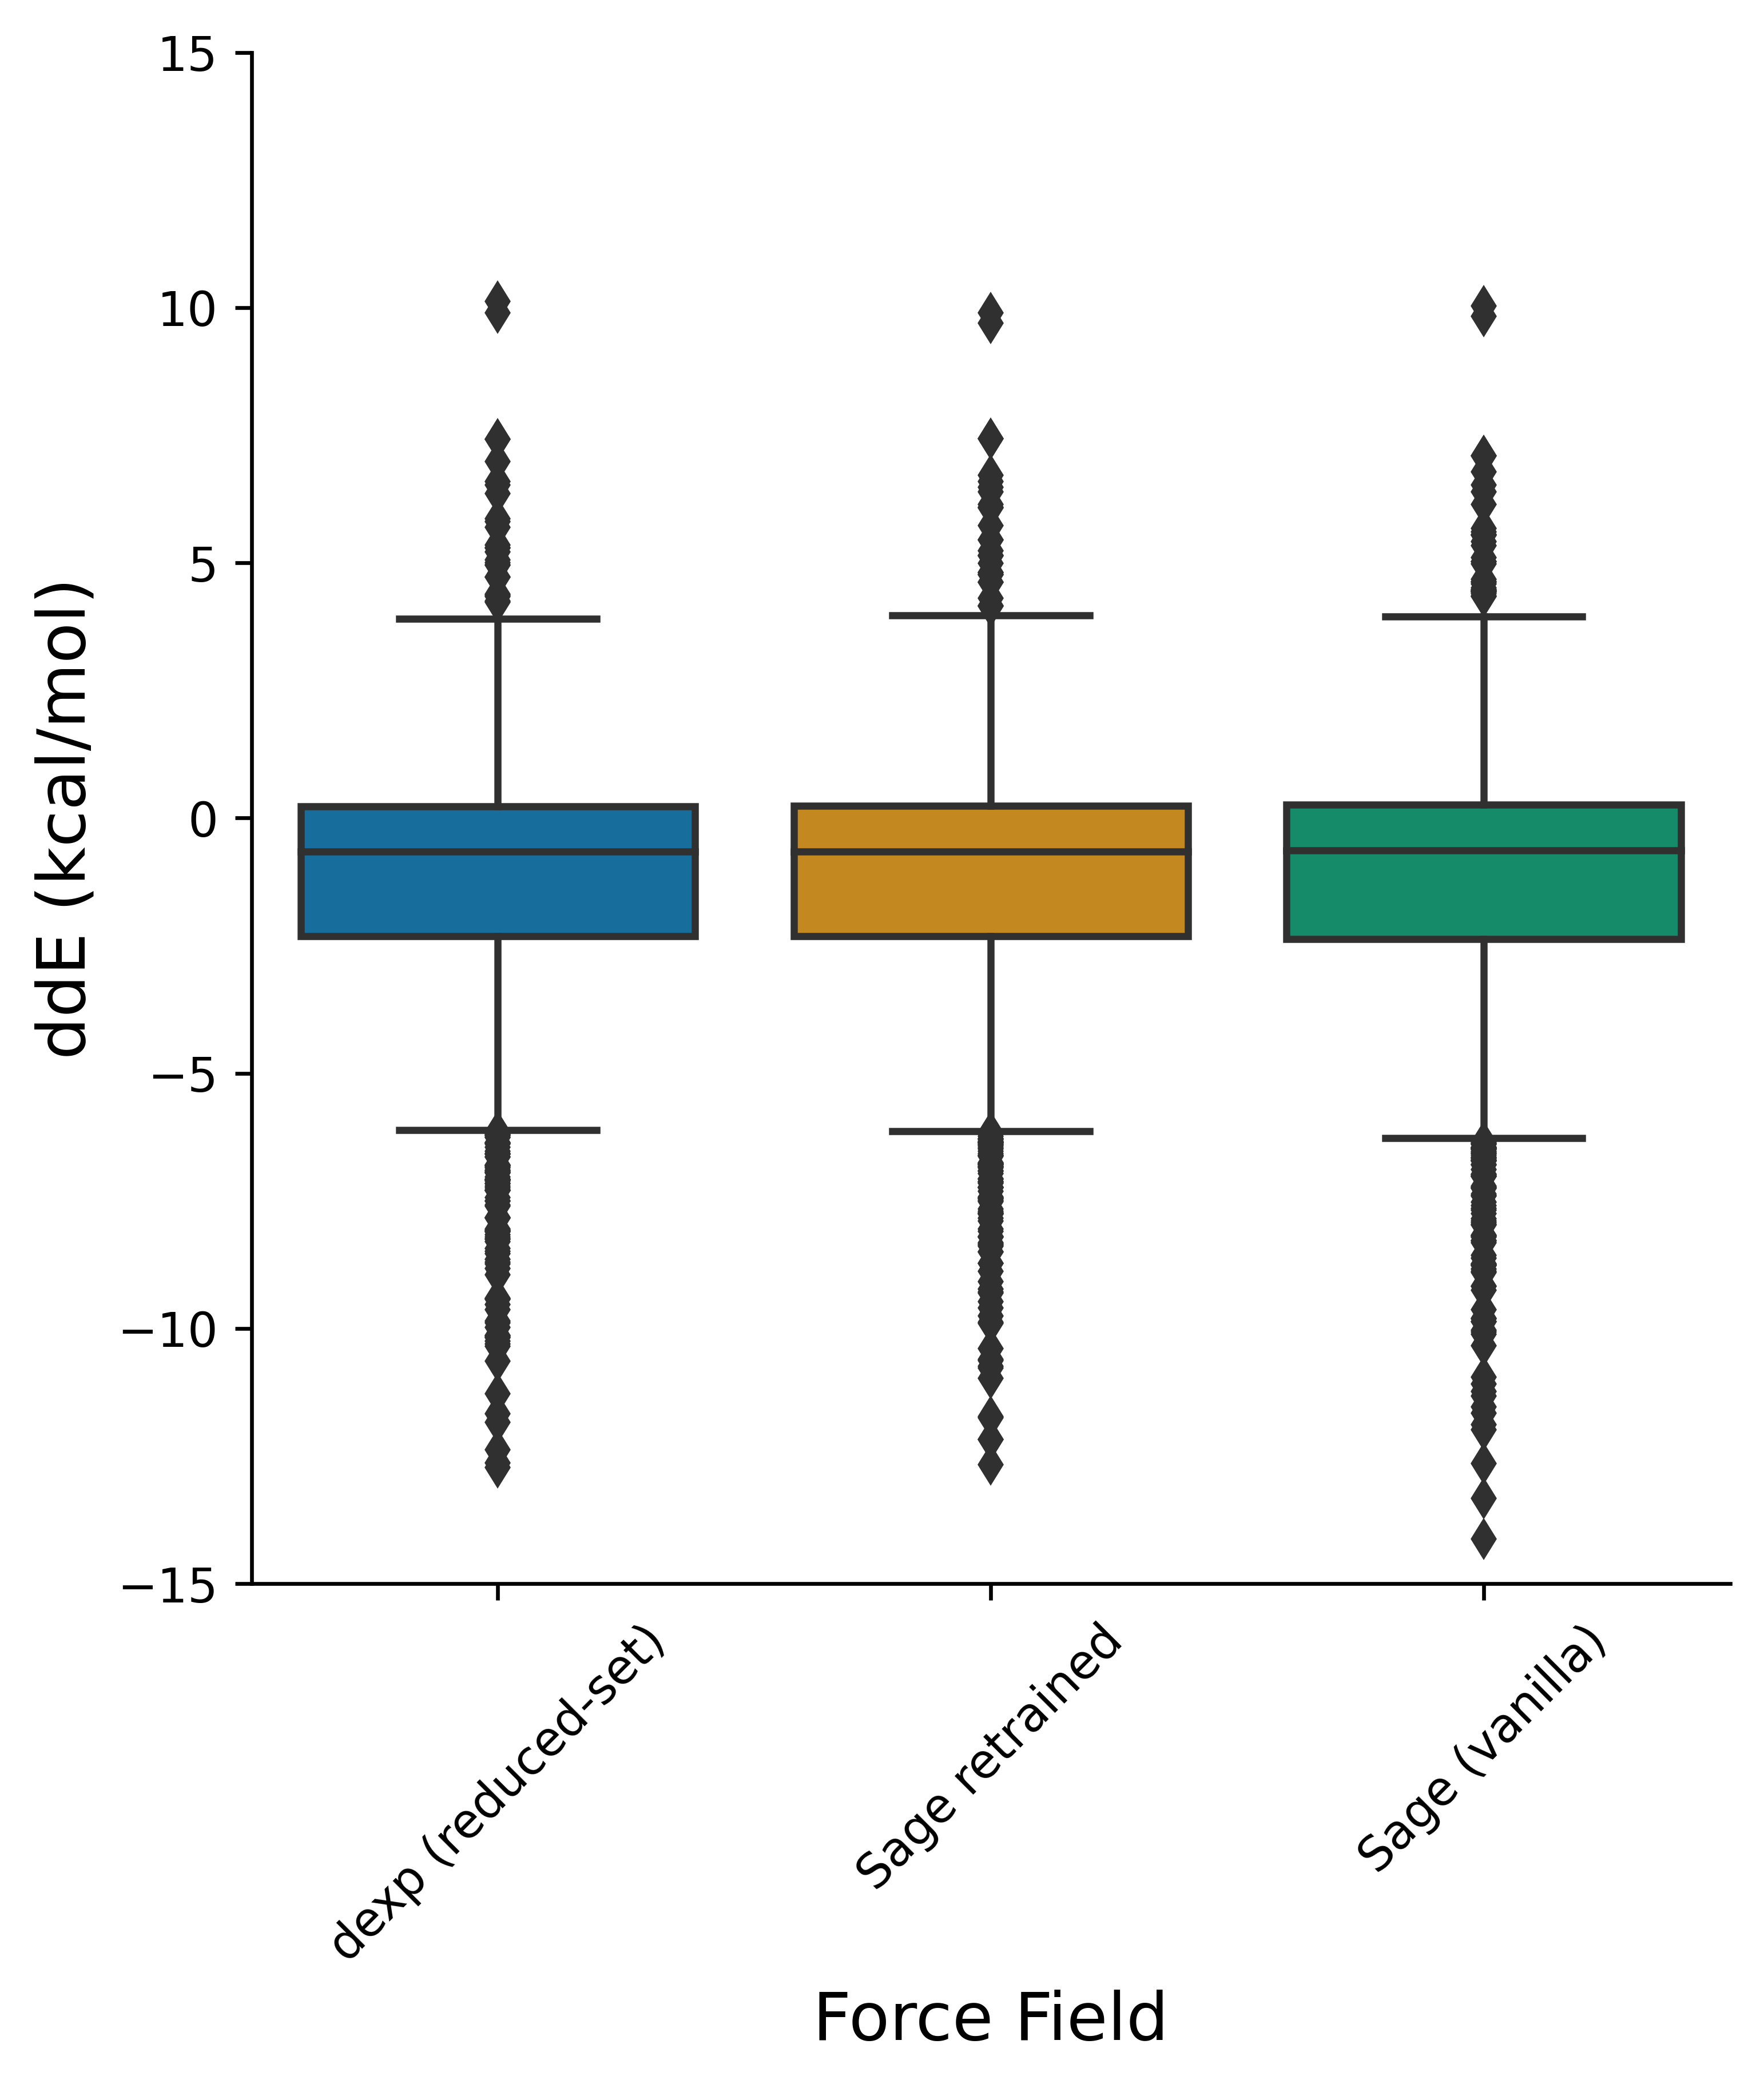 ddE (kcal/mol)
15
10
5
0
−5
−10
−15
dexp (reduced-set)
Sage retrained
Sage (vanilla)
Force Field